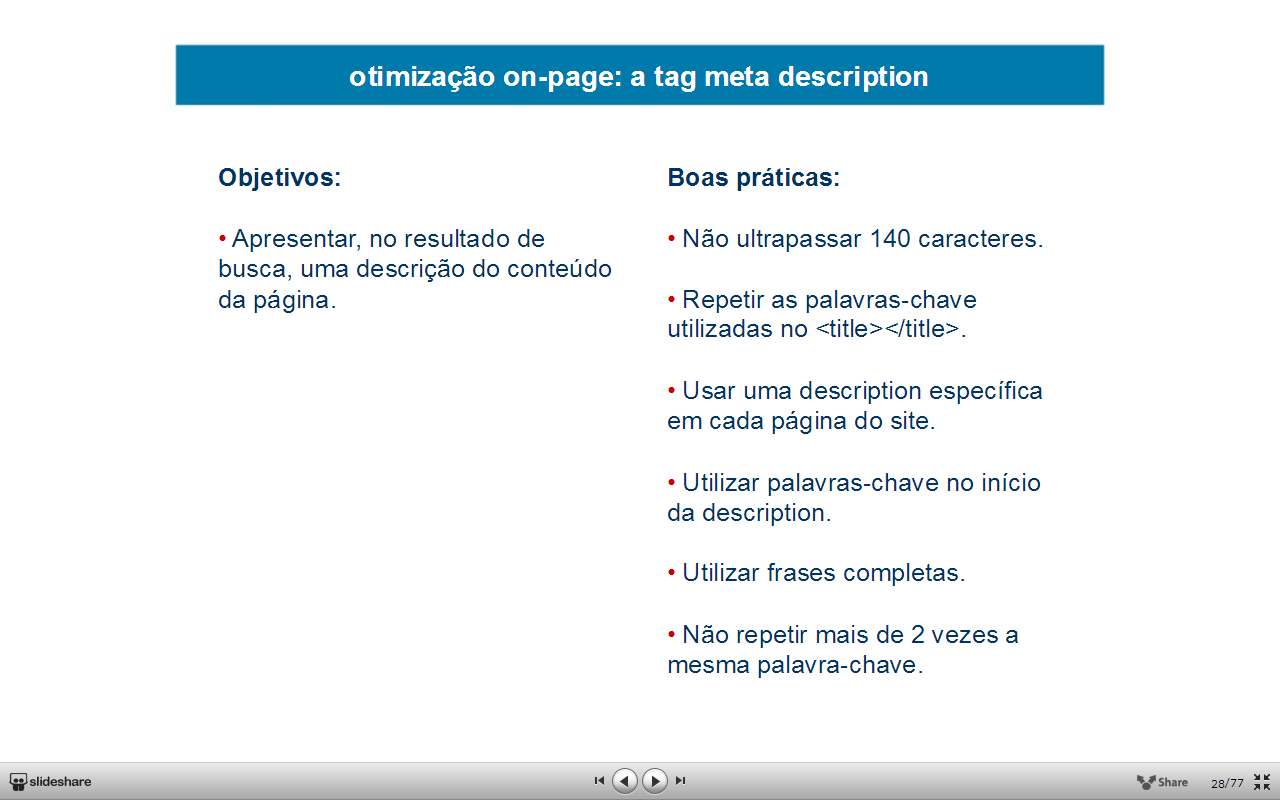 otimização on-page: a tag meta description
Objetivos:
• Apresentar, no resultado de
busca, uma descrição do conteúdo
da página.
Boas práticas:
• Não ultrapassar 140 caracteres.
• Repetir as palavras-chave
utilizadas no <title></title>.
• Usar uma description específica
em cada página do site.
• Utilizar palavras-chave no início
da description.
• Utilizar frases completas.
• Não repetir mais de 2 vezes a
mesma palavra-chave.
slideshare
Share
28/77